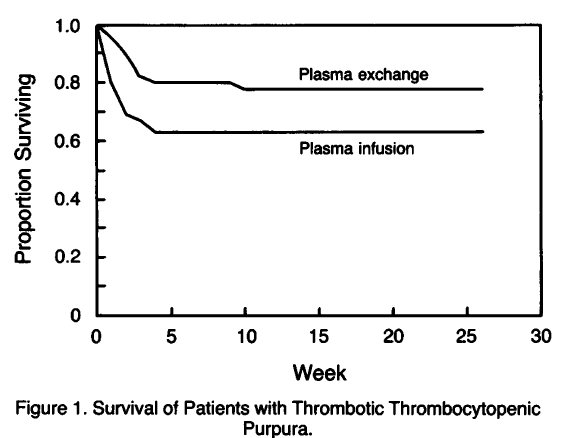 1.0
0.8
0.6
0.4
0.2
0
Proportion Surviving
Plasma exchange
Plasma infusion
0 5 10 15 20 25 30
Week
Figure 1. Survival of Patients with Thrombotic Thrombocytopenic
Purpura.